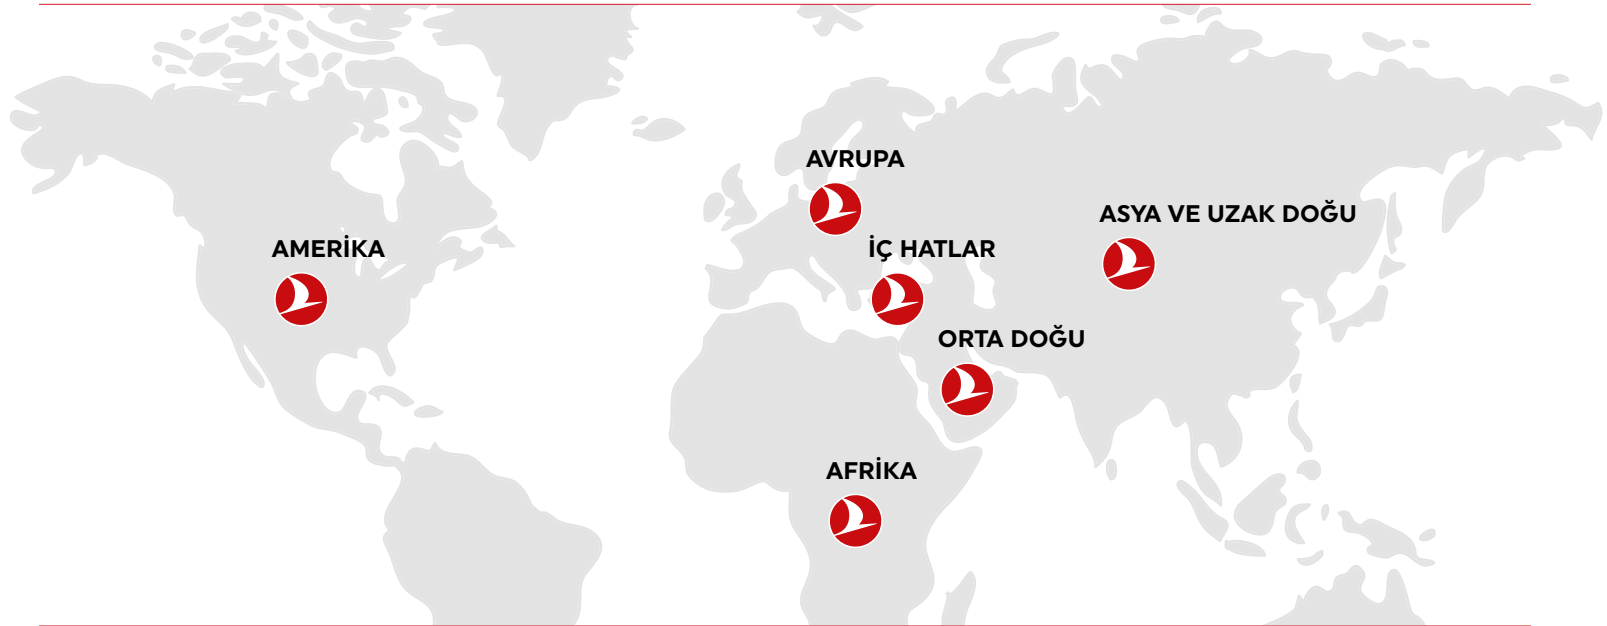 AVRUPA
ASYA VE UZAK DOĞU
AMERİKA
İÇ HATLAR
ORTA DOĞU
AFRİKA